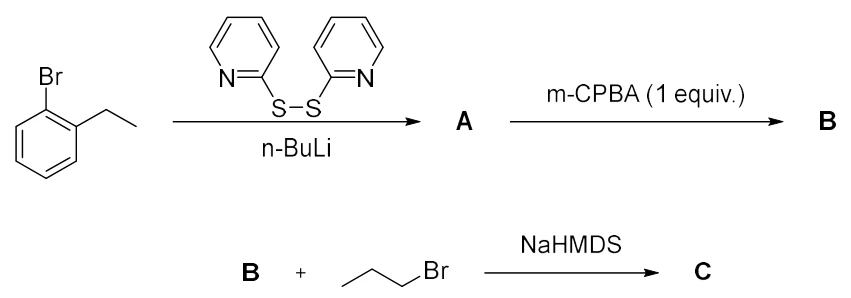 Br
N
N
S
S
m-CPBA (1 equiv.)
A
B
n-BuLi
NaHMDS
B + Br
C